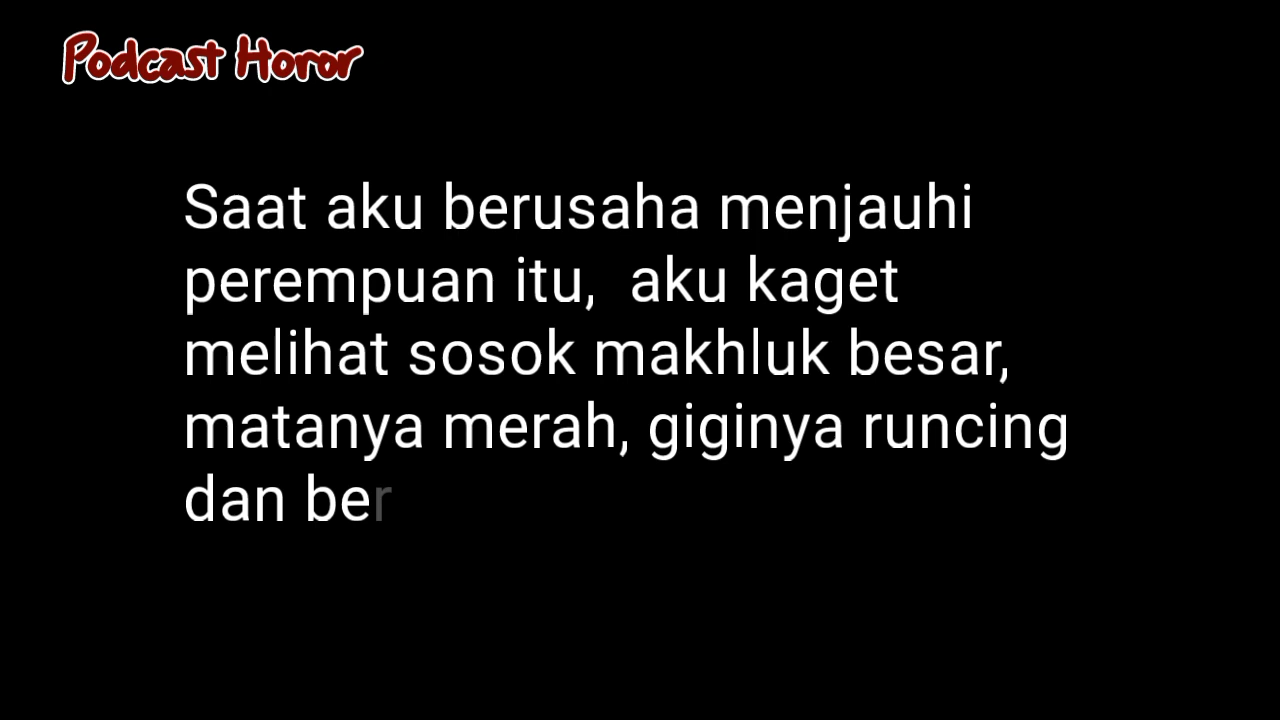 Podcast Horor
Saat aku berusaha menjauhi
perempuan itu,  aku kaget
melihat sosok makhluk besar,
matanya merah, giginya runcing
dan ber